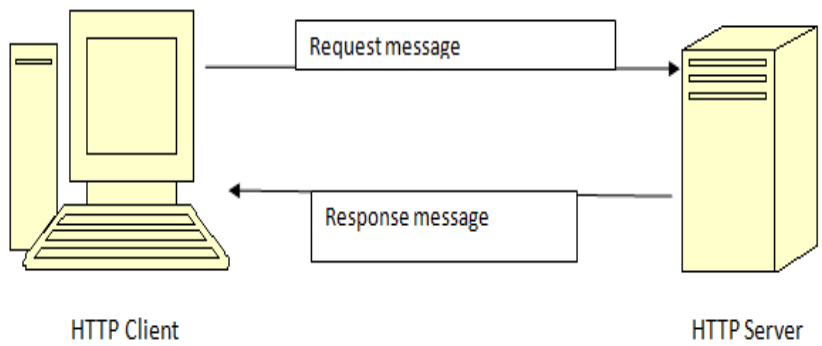 Request message
Response message
HTTP Client
HTTP Server